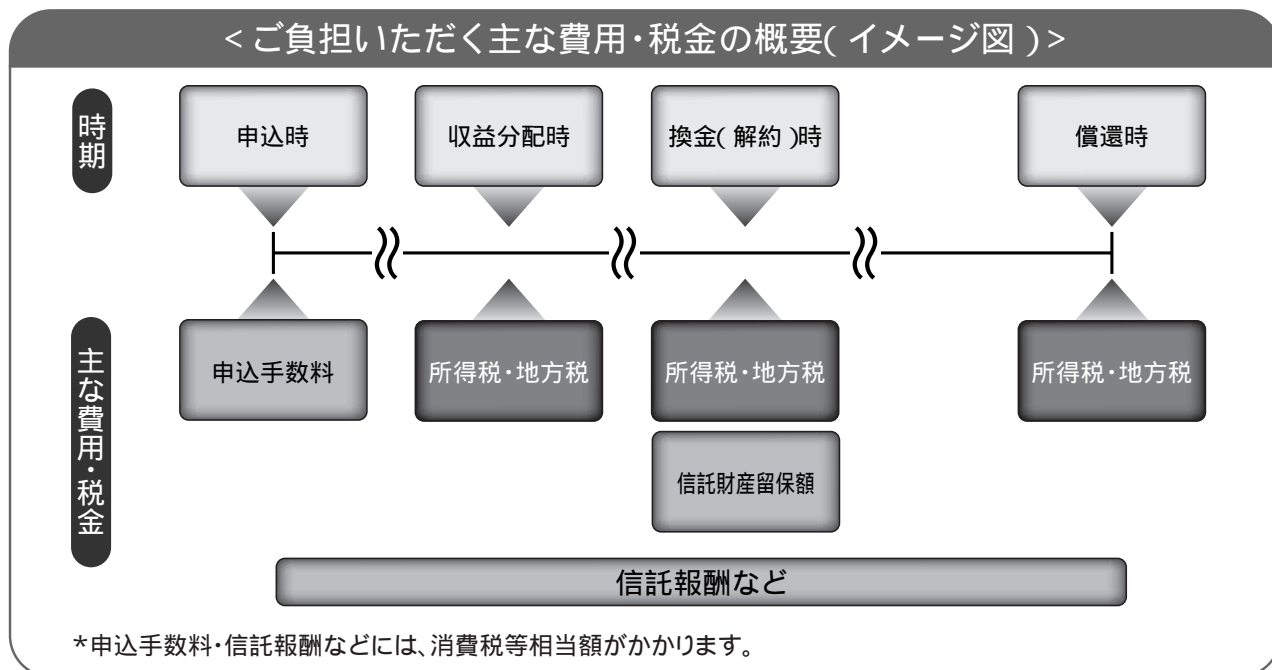 <ご負担いただく主な費用・税金の概要(イメージ図)>
時期
申込時
収益分配時
換金(解約)時
償還時
主な費用・税金
申込手数料
所得税・地方税
所得税・地方税
所得税・地方税
信託財産留保額
信託報酬など
*申込手数料・信託報酬などには、消費税等相当額がかかります。